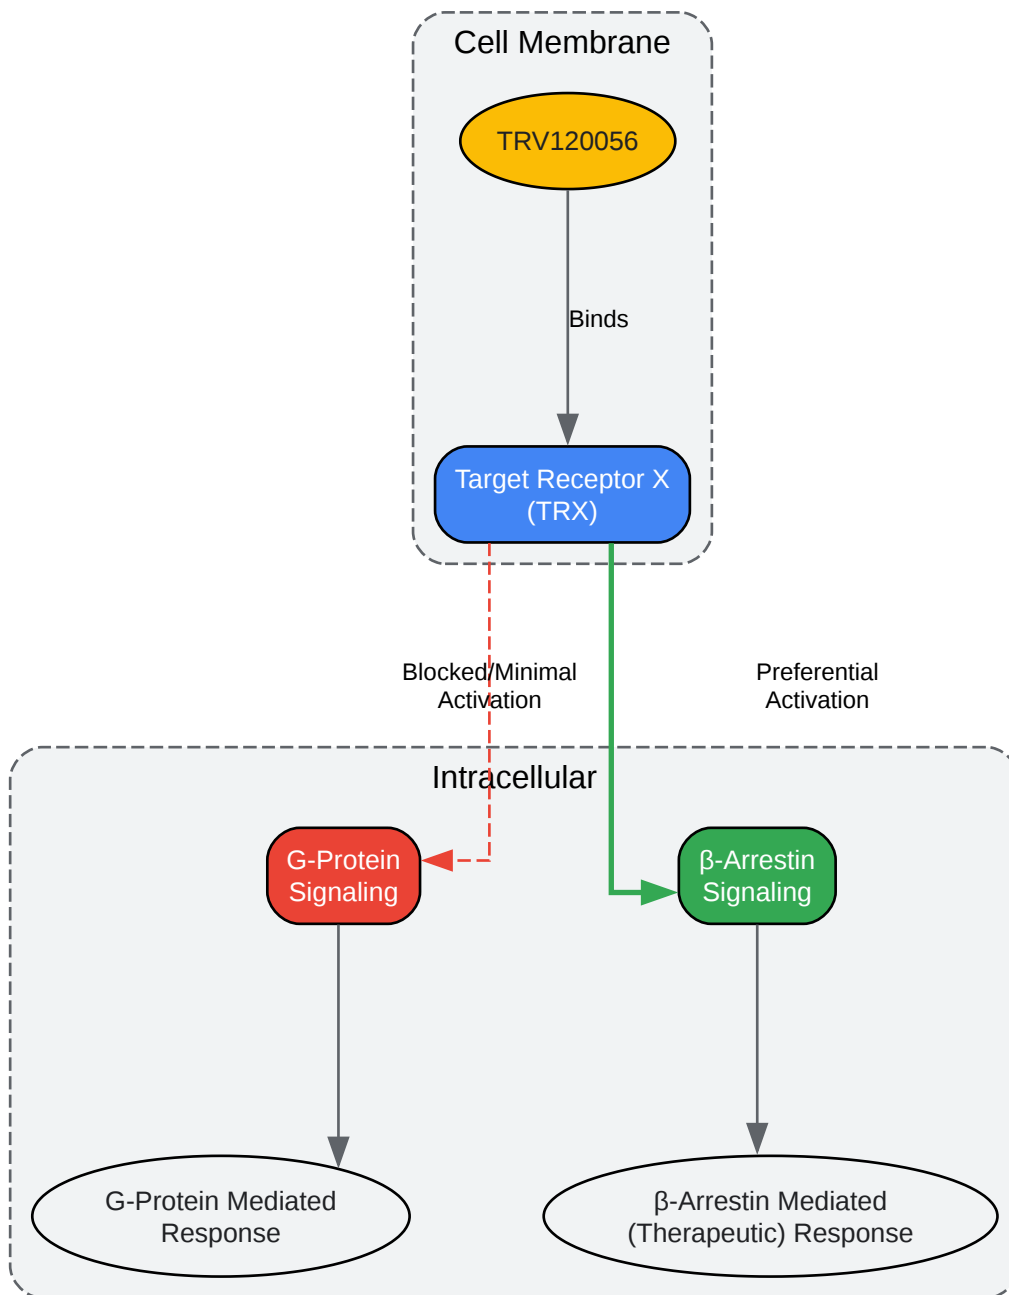 Cell Membrane
TRV120056
Binds
Target Receptor X
(TRX)
Blocked/Minimal
Activation
Preferential
Activation
Intracellular
G-Protein
Signaling
β-Arrestin
Signaling
G-Protein Mediated
Response
β-Arrestin Mediated
(Therapeutic) Response